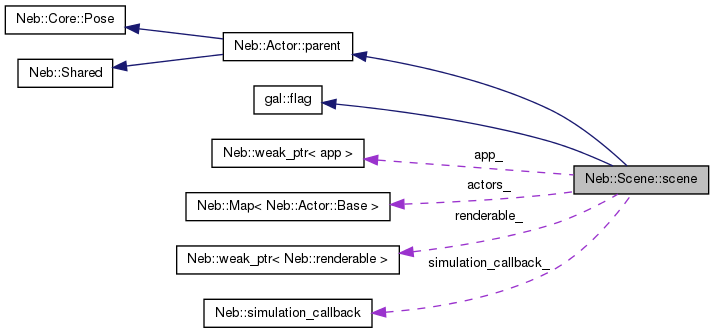 Neb::Core::Pose
Neb::Actor::parent
Neb::Shared
gal::flag
Neb::weak_ptr< app >
app_
Neb::Scene::scene
actors_
Neb::Map< Neb::Actor::Base >
renderable_
Neb::weak_ptr< Neb::renderable >
simulation_callback_
Neb::simulation_callback